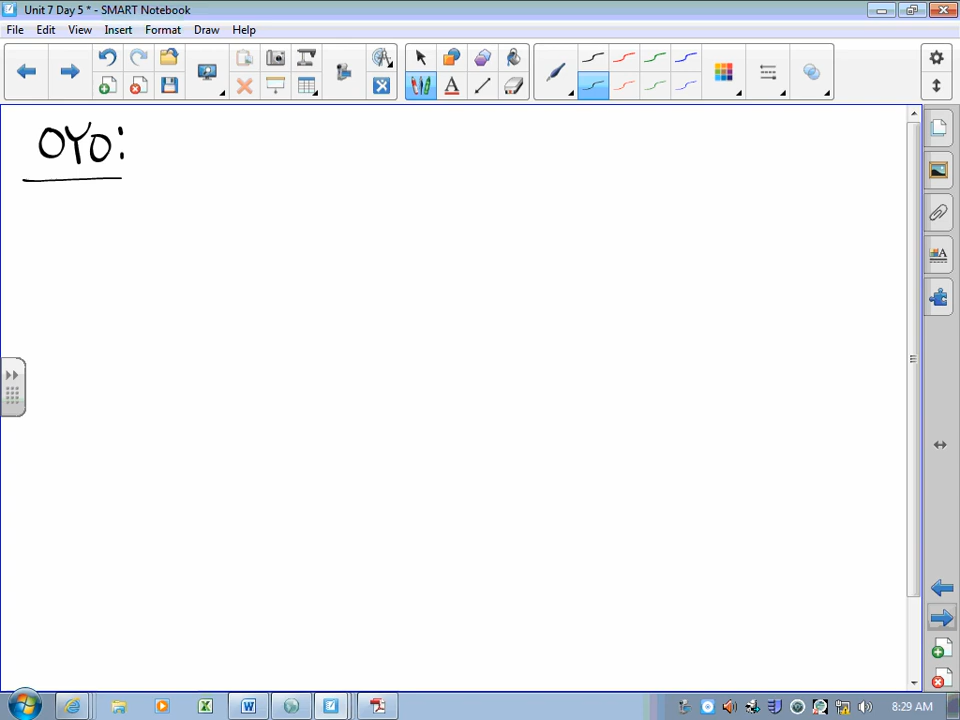 Unit 7 Day 5 * - SMART Notebook
File Edit View Insert Format Draw Help
OYO:
8:29 AM